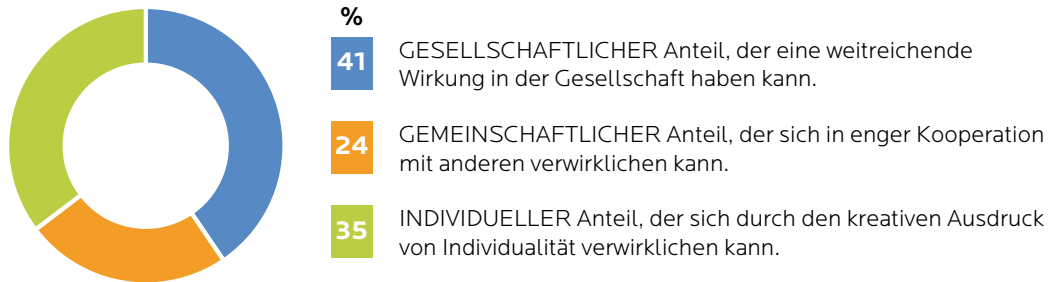 %
41 GESELLSCHAFTLICHER Anteil, der eine weitreichende
Wirkung in der Gesellschaft haben kann.
24 GEMEINSCHAFTLICHER Anteil, der sich in enger Kooperation
mit anderen verwirklichen kann.
35 INDIVIDUELLER Anteil, der sich durch den kreativen Ausdruck
von Individualität verwirklichen kann.